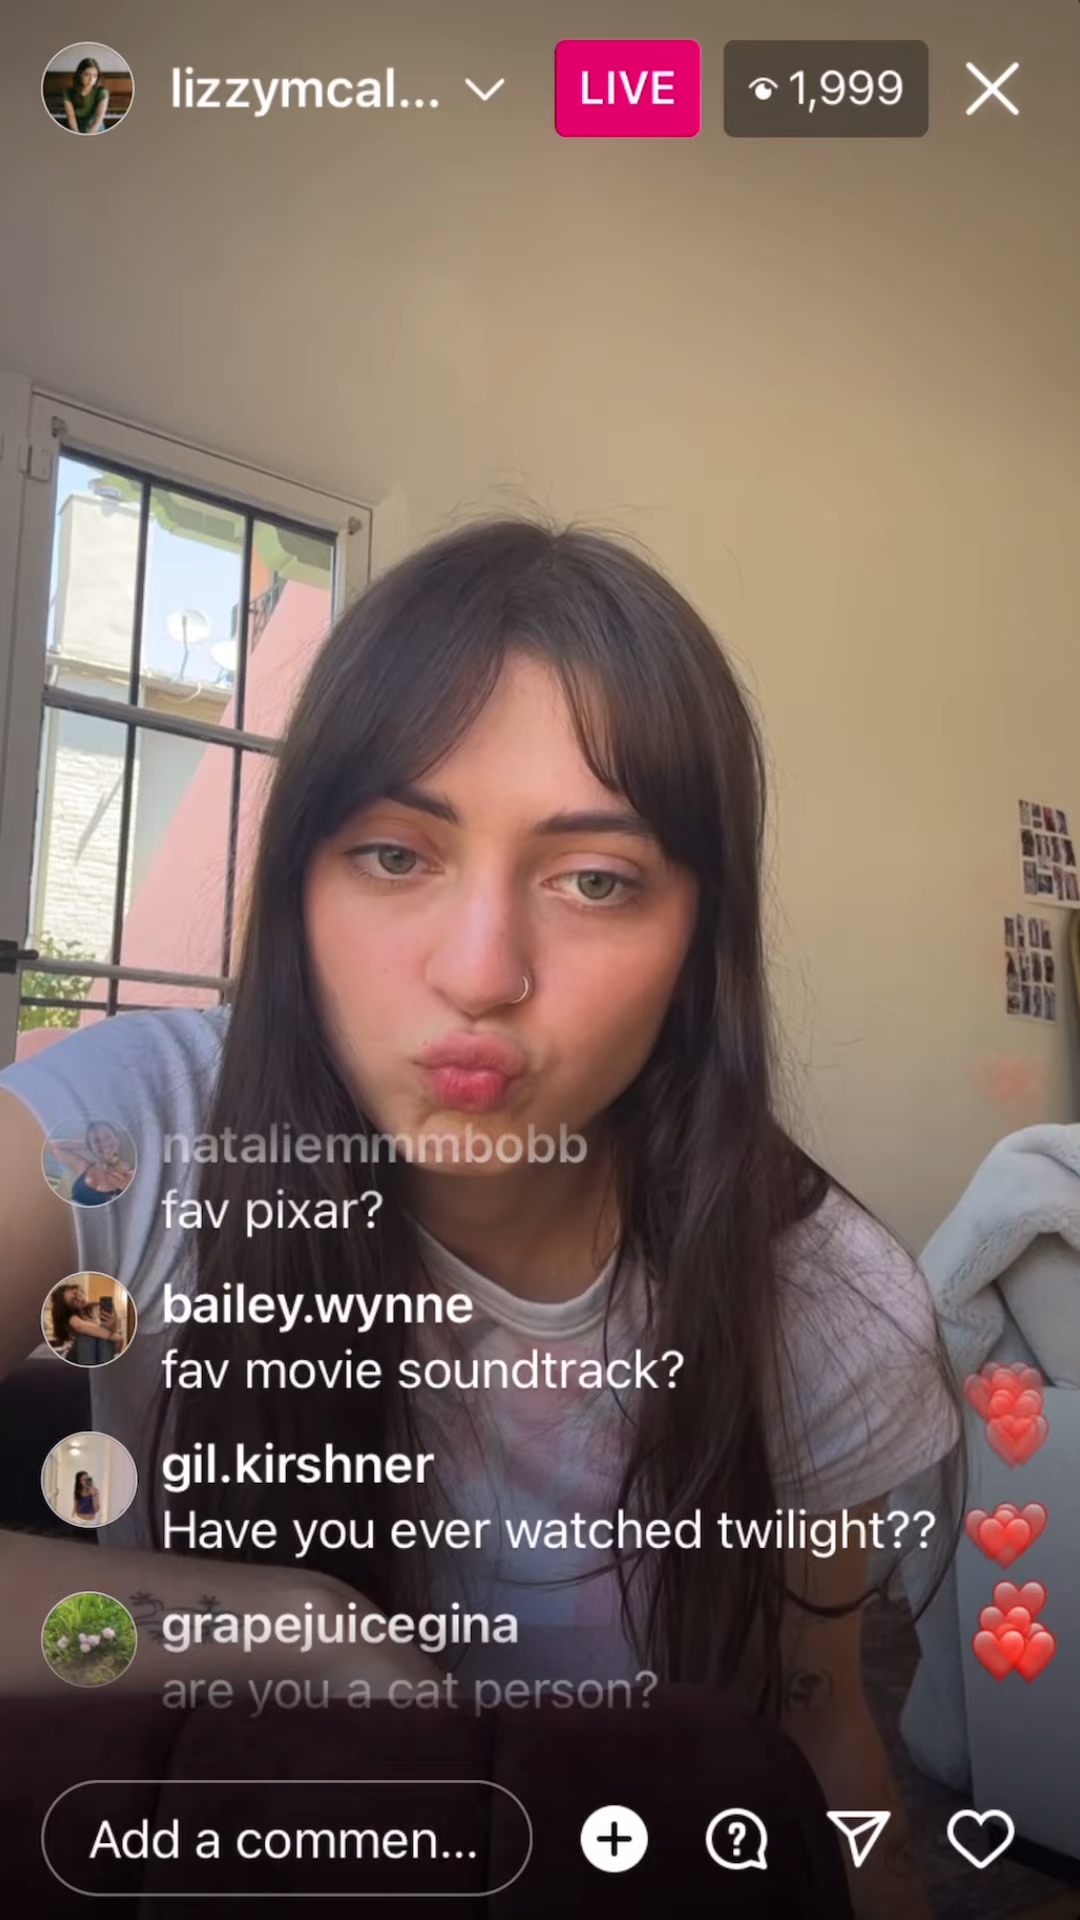 lizzymcal...
LIVE
1,999
nataliemmmbobb
fav pixar?
bailey.wynne
fav movie soundtrack?
gil.kirshner
Have you ever watched twilight??
grapejuicegina
are you a cat person?
Add a commen...